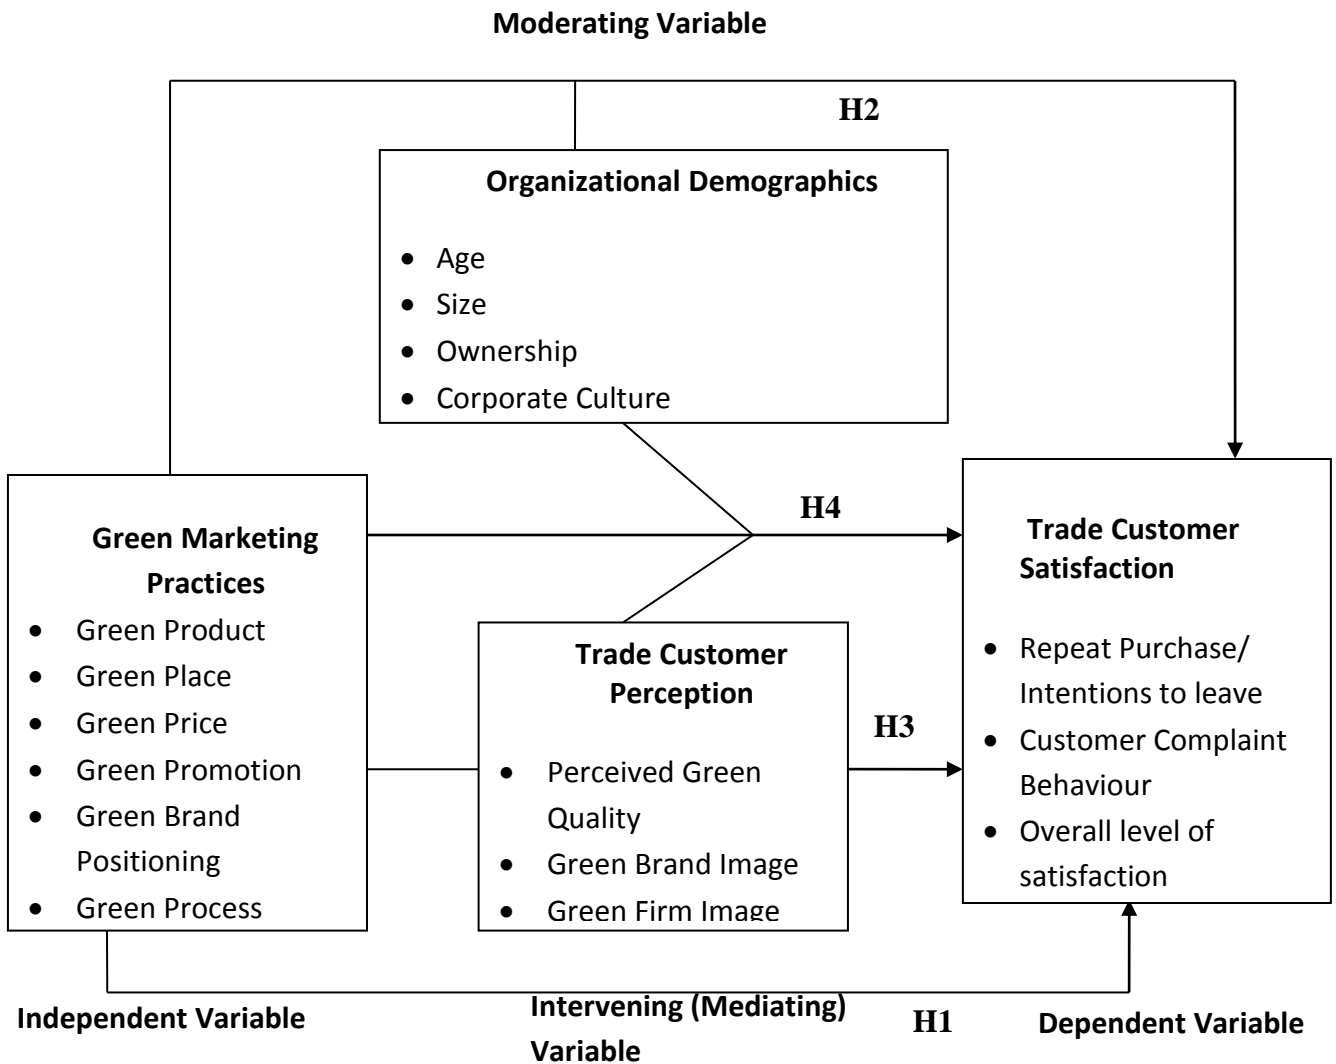 Moderating Variable
H2
Organizational Demographics
• Age
• Size
• Ownership
• Corporate Culture
H4
Green Marketing
Practices
• Green Product
• Green Place
• Green Price
• Green Promotion
• Green Brand
Positioning
• Green Process
Trade Customer
Perception
• Perceived Green
Quality
• Green Brand Image
• Green Firm Image
H3
Trade Customer
Satisfaction
• Repeat Purchase/
Intentions to leave
• Customer Complaint
Behaviour
• Overall level of
satisfaction
Independent Variable
Intervening (Mediating)
Variable
H1
Dependent Variable